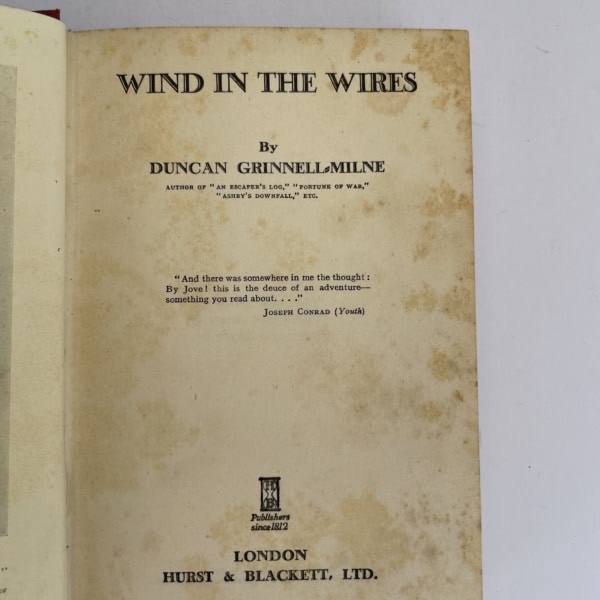 WIND IN THE WIRES
By
DUNCAN GRINNELL-MILNE
AUTHOR OF "AN ESCAPER'S LOG," "FORTUNE OF WAR,"
"ASHBY'S DOWNFALL," ETC.
"And there was somewhere in me the thought:
By Jove! this is the deuce of an adventure—
something you read about. . . ."
JOSEPH CONRAD (Youth)
Publishers
since 1812
LONDON
HURST & BLACKETT, LTD.